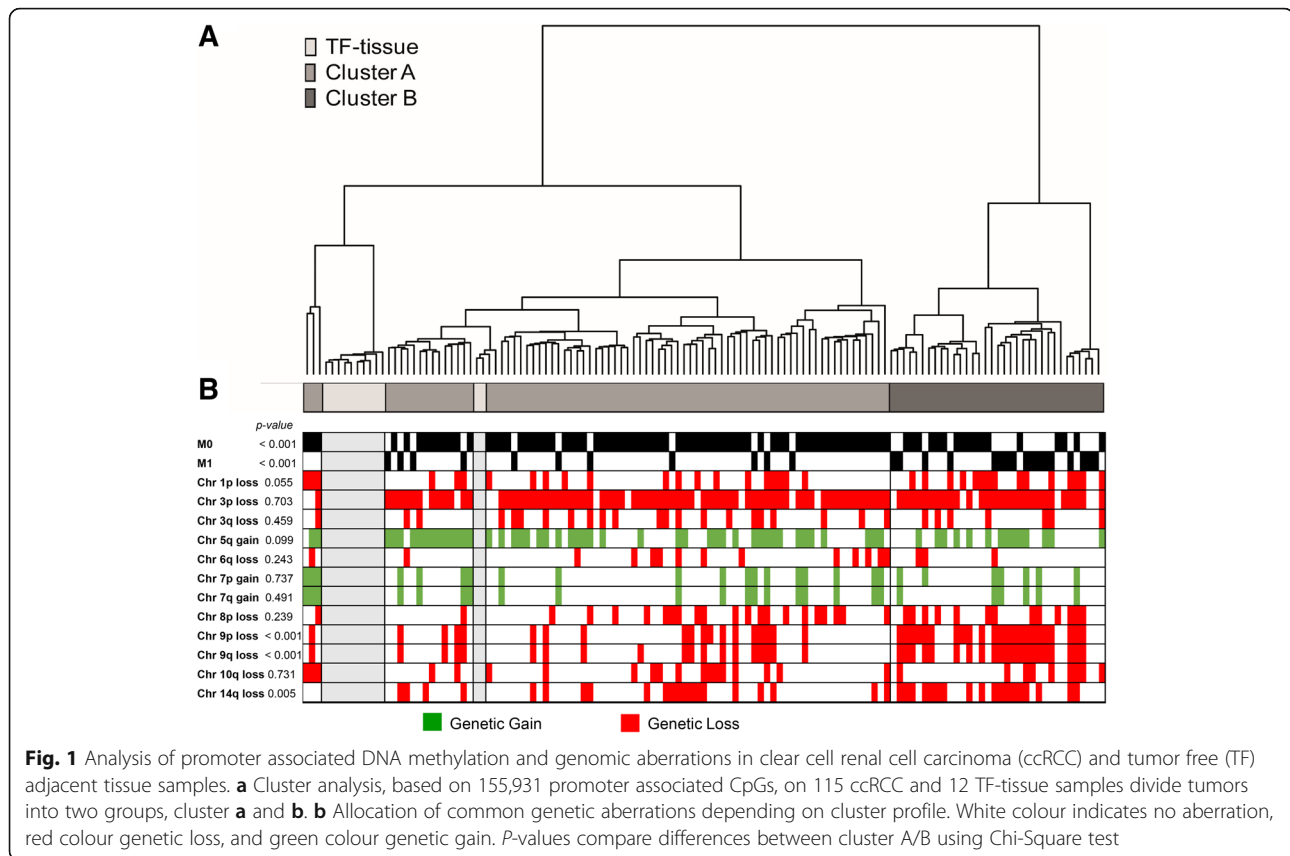 A
TF-tissue
Cluster A
Cluster B
B
p-value
M0 < 0.001
M1 < 0.001
Chr 1p loss 0.055
Chr 3p loss 0.703
Chr 3q loss 0.459
Chr 5q gain 0.099
Chr 6q loss 0.243
Chr 7p gain 0.737
Chr 7q gain 0.491
Chr 8p loss 0.239
Chr 9p loss < 0.001
Chr 9q loss < 0.001
Chr 10q loss 0.731
Chr 14q loss 0.005
Genetic Gain Genetic Loss
Fig. 1 Analysis of promoter associated DNA methylation and genomic aberrations in clear cell renal cell carcinoma (ccRCC) and tumor free (TF)
adjacent tissue samples. a Cluster analysis, based on 155,931 promoter associated CpGs, on 115 ccRCC and 12 TF-tissue samples divide tumors
into two groups, cluster a and b. b Allocation of common genetic aberrations depending on cluster profile. White colour indicates no aberration,
red colour genetic loss, and green colour genetic gain. P-values compare differences between cluster A/B using Chi-Square test